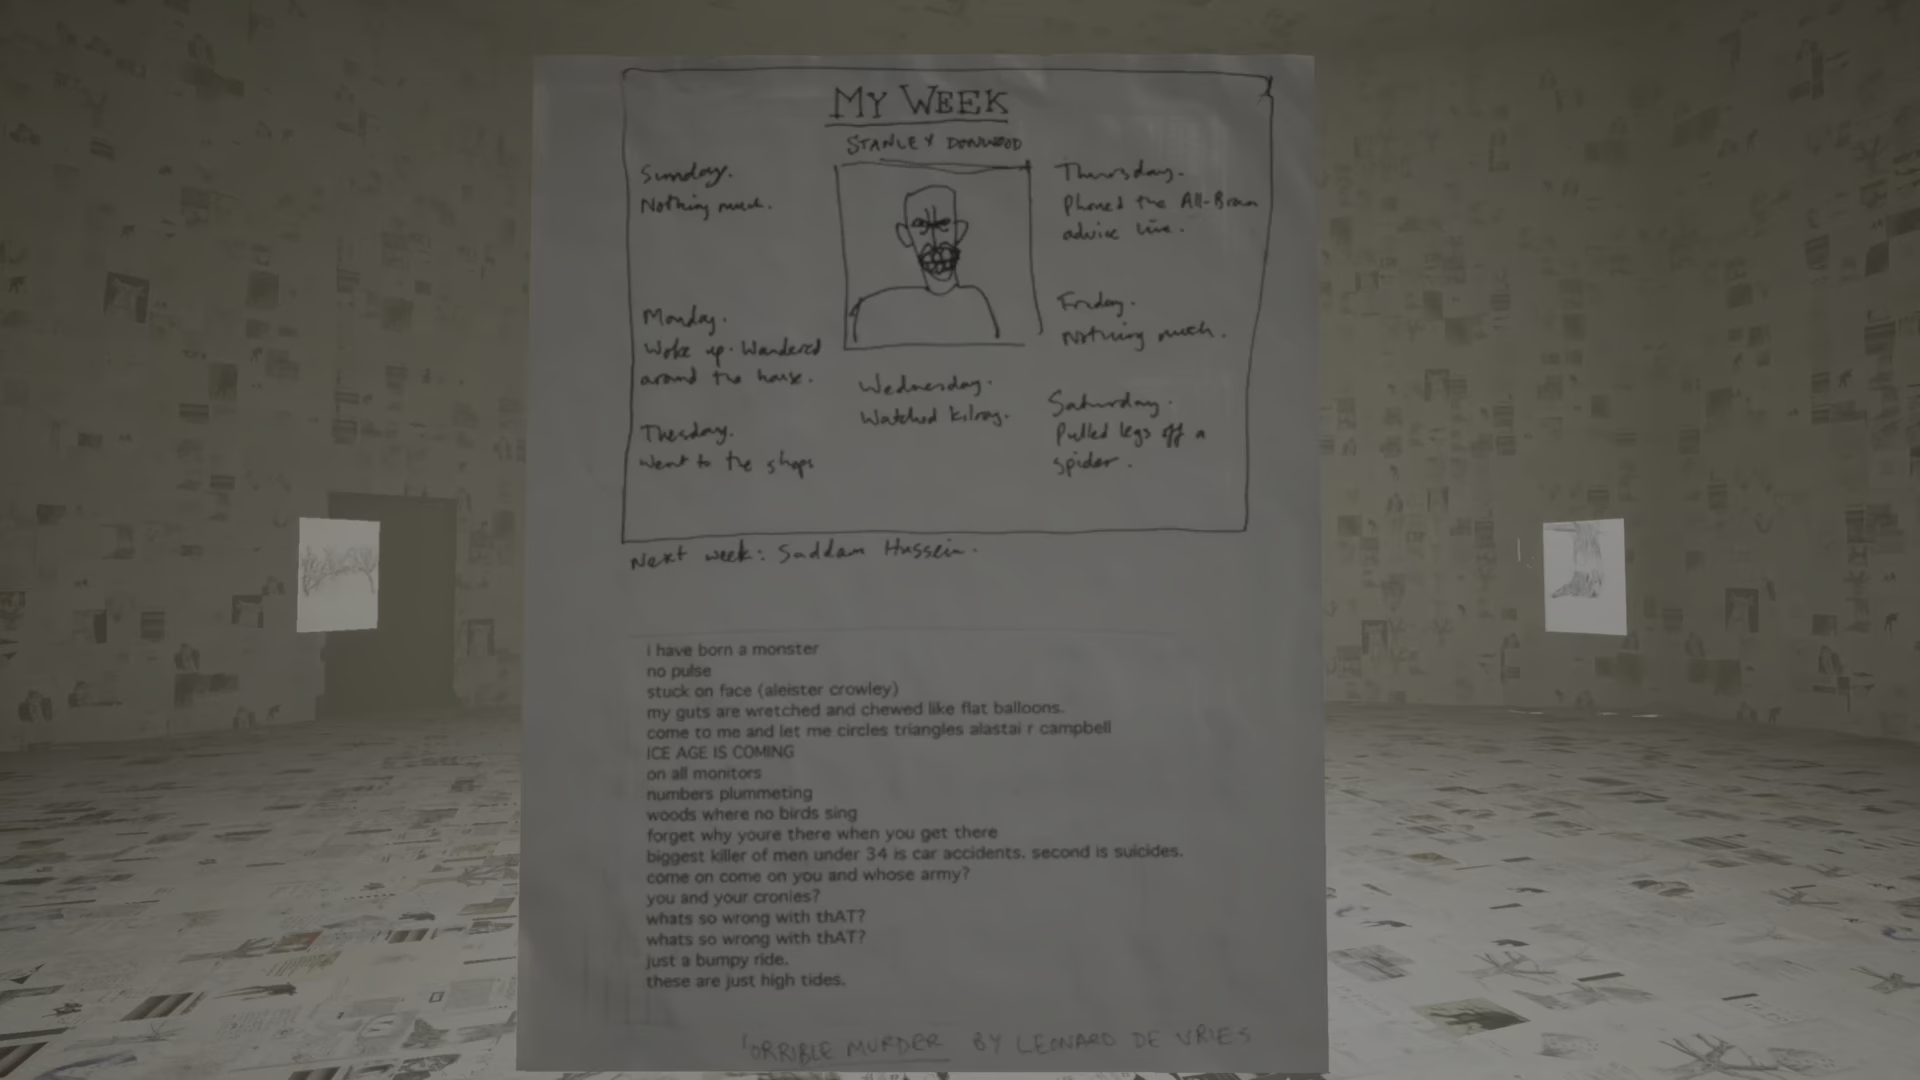 MY WEEK
STANLEY DONWOOD
Sunday.
Nothing much.
Monday.
Woke up. Wandered
around the house.
Tuesday.
Went to the shops
Wednesday.
Watched kilroy.
Thursday.
Phoned the All-Bran
advice line.
Friday.
Nothing much.
Saturday.
Pulled legs off a
spider.
Next week: Saddam Hussein.
i have born a monster
no pulse
stuck on face (aleister crowley)
my guts are wretched and chewed like flat balloons.
come to me and let me circles triangles alastai r campbell
ICE AGE IS COMING
on all monitors
numbers plummeting
woods where no birds sing
forget why youre there when you get there
biggest killer of men under 34 is car accidents. second is suicides.
come on come on you and whose army?
you and your cronies?
whats so wrong with thAT?
whats so wrong with thAT?
just a bumpy ride.
these are just high tides.
'ORRIBLE MURDER BY LEONARD DE VRIES